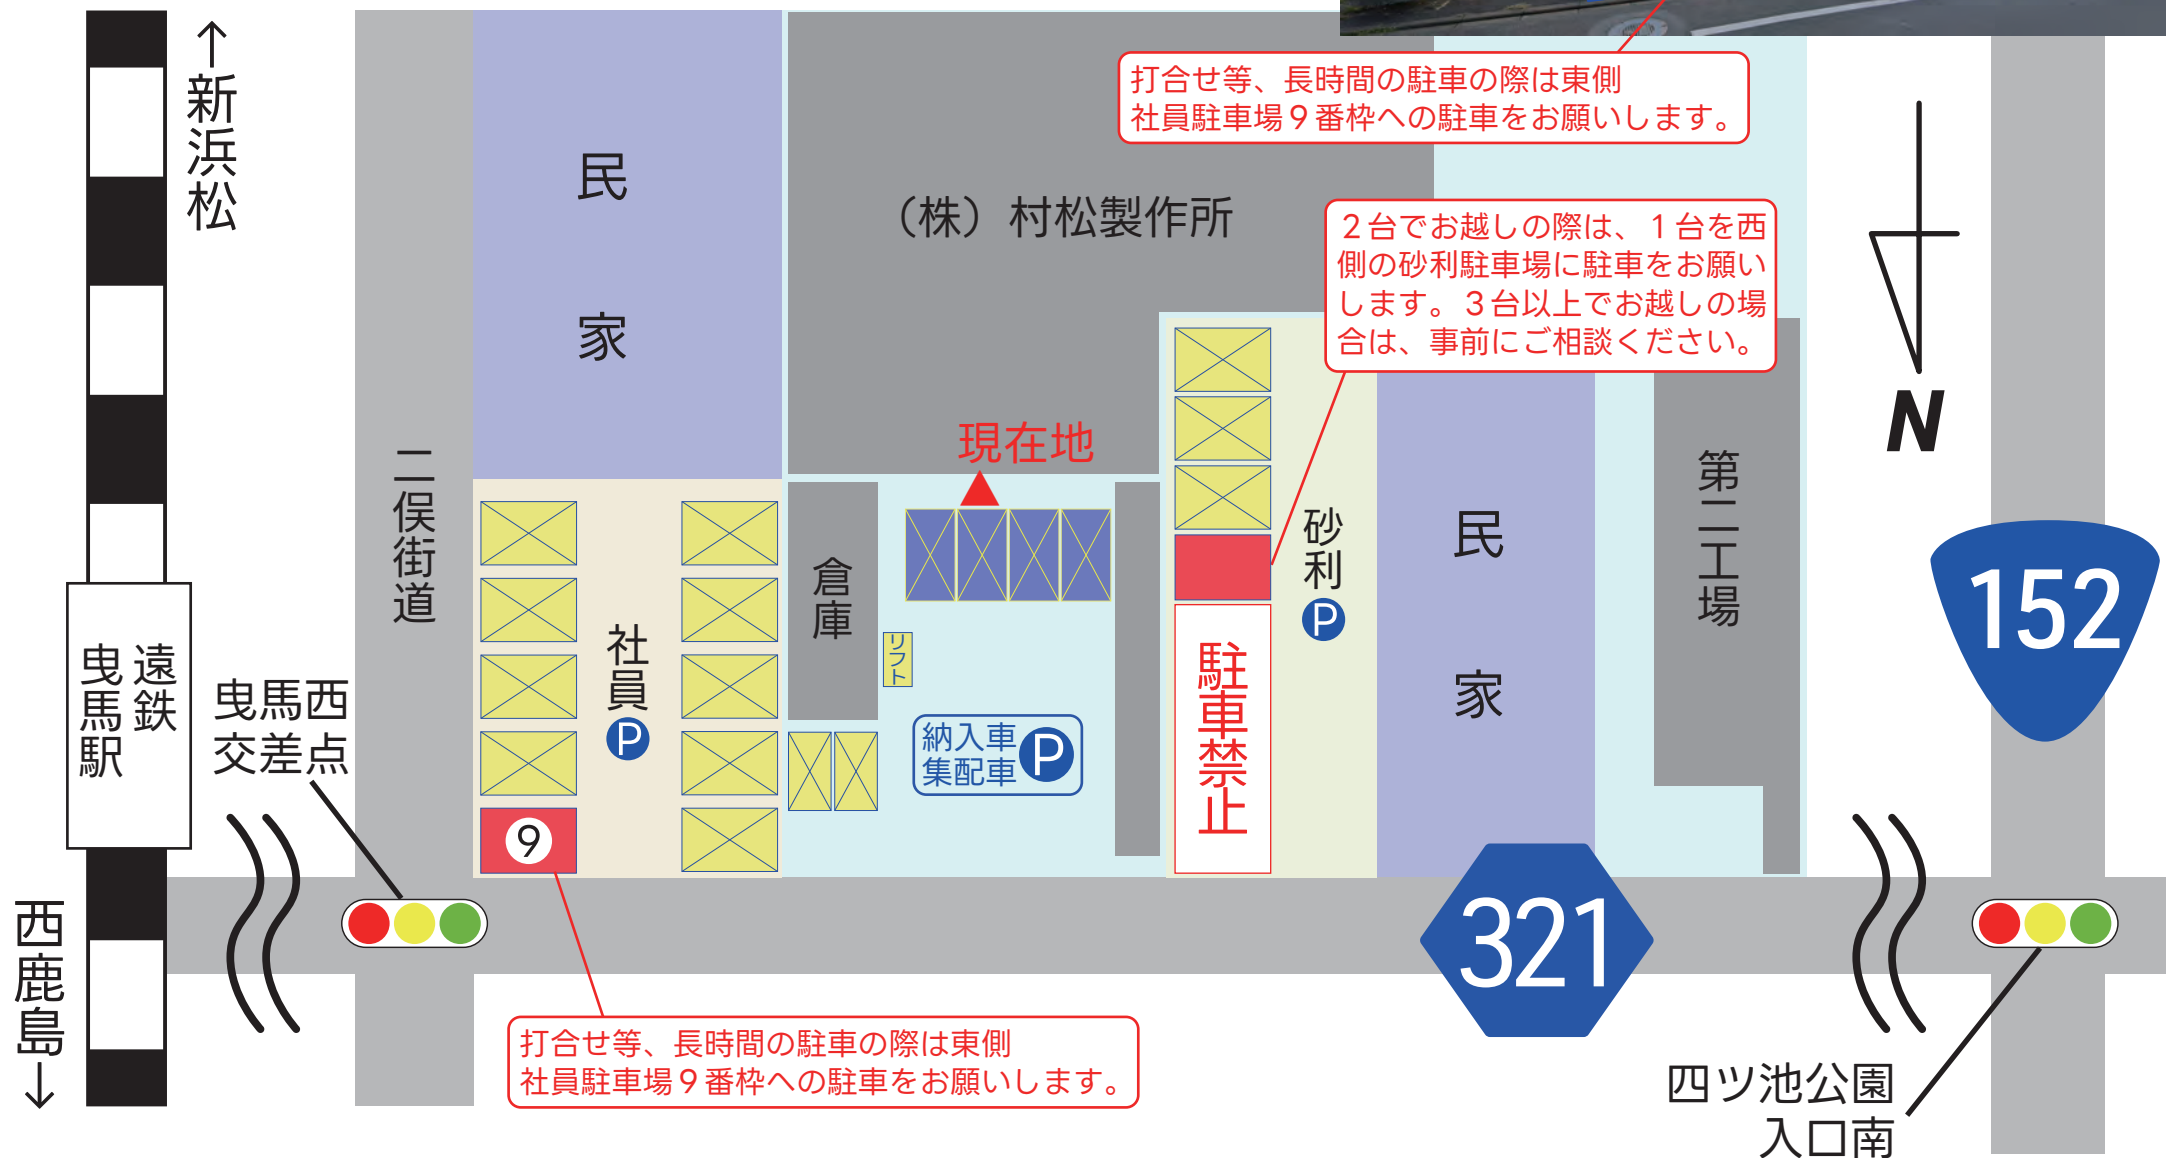 ↑新浜松
民家
打合せ等、長時間の駐車の際は東側
社員駐車場９番枠への駐車をお願いします。
（株）村松製作所
２台でお越しの際は、１台を西
側の砂利駐車場に駐車をお願い
します。３台以上でお越しの場
合は、事前にご相談ください。
N
現在地
二俣街道
倉庫
砂利
P
民家
第二工場
152
社員
P
リフト
駐車禁止
遠鉄
曳馬駅
曳馬西
交差点
納入車
集配車
P
9
西鹿島↓
321
打合せ等、長時間の駐車の際は東側
社員駐車場９番枠への駐車をお願いします。
四ツ池公園
入口南